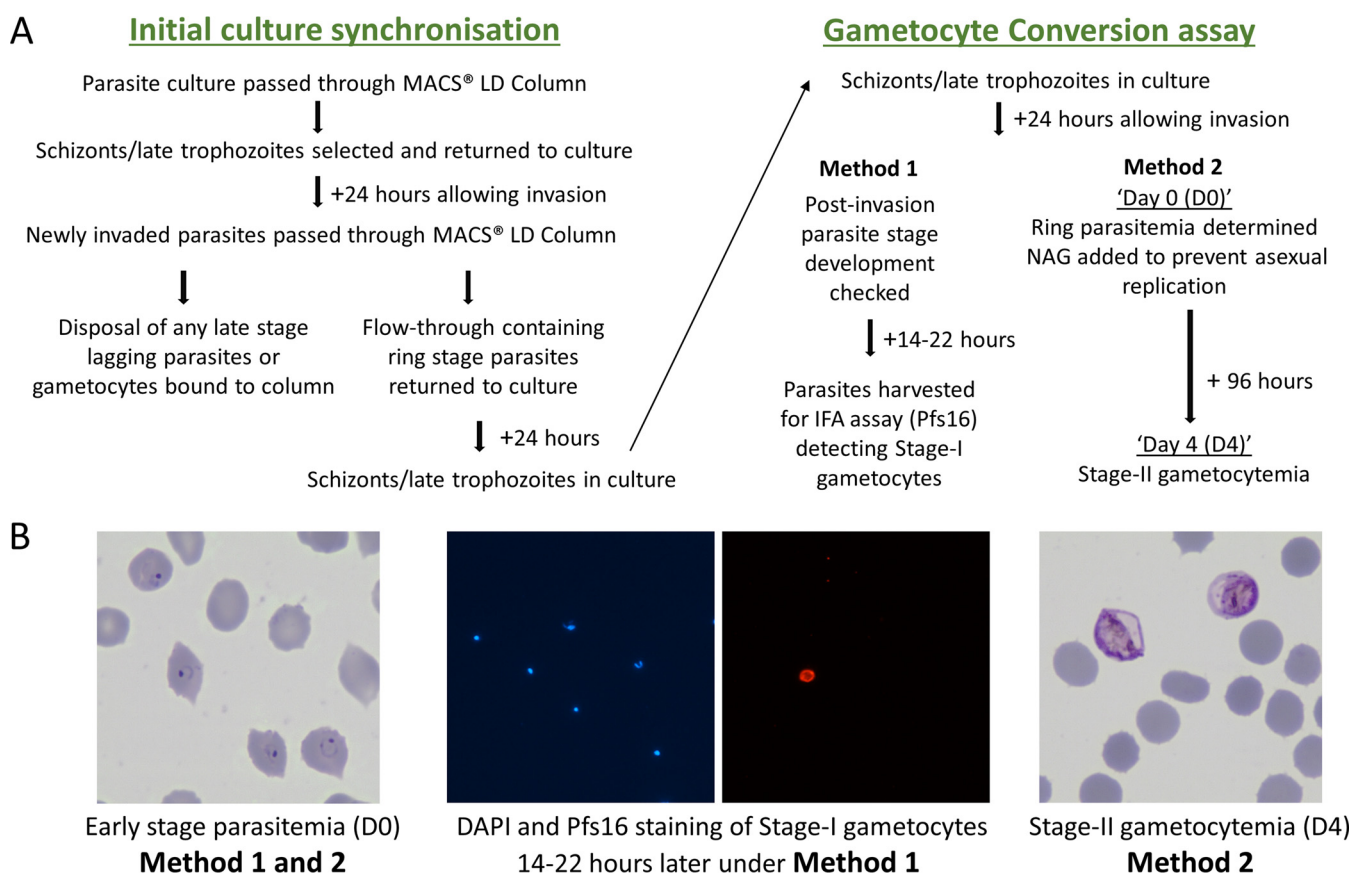 A
Initial culture synchronisation
Parasite culture passed through MACS® LD Column
Schizonts/late trophozoites selected and returned to culture
+24 hours allowing invasion
Newly invaded parasites passed through MACS® LD Column
Disposal of any late stage
lagging parasites or
gametocytes bound to column
Flow-through containing
ring stage parasites
returned to culture
+24 hours
Schizonts/late trophozoites in culture
Gametocyte Conversion assay
Schizonts/late trophozoites in culture
+24 hours allowing invasion
Method 1
Post-invasion
parasite stage
development
checked
+14-22 hours
Parasites harvested
for IFA assay (Pfs16)
detecting Stage-I
gametocytes
Method 2
‘Day 0 (D0)’
Ring parasitemia determined
NAG added to prevent asexual
replication
+ 96 hours
‘Day 4 (D4)’
Stage-II gametocytemia
B
Early stage parasitemia (D0)
Method 1 and 2
DAPI and Pfs16 staining of Stage-I gametocytes
14-22 hours later under Method 1
Stage-II gametocytemia (D4)
Method 2